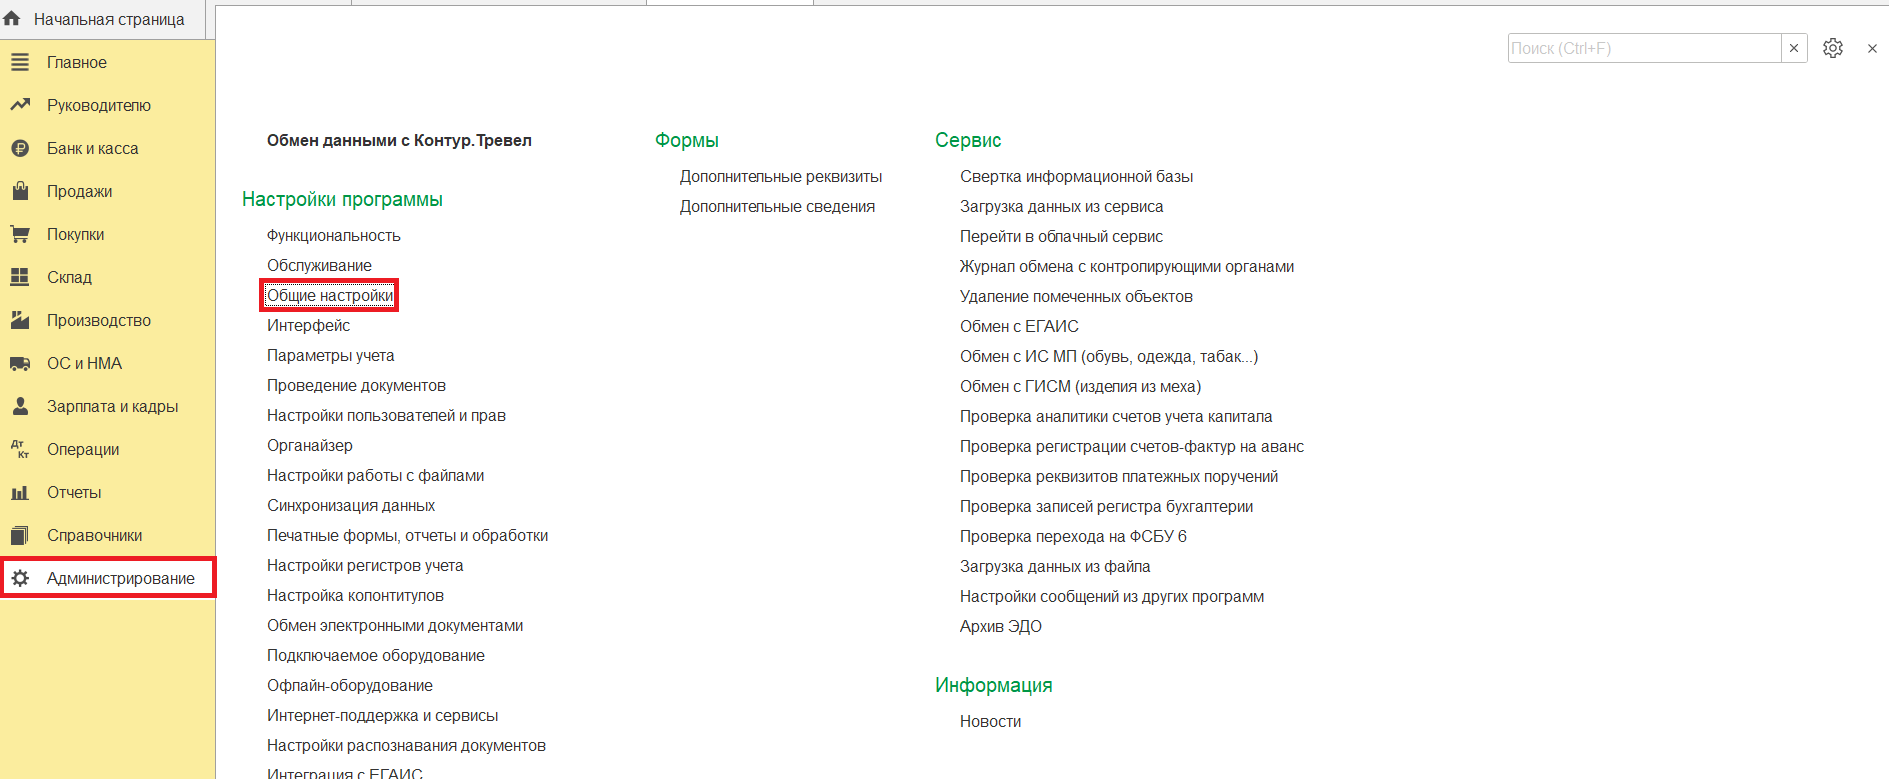 Начальная страница
Главное
Руководителю
Банк и касса
Продажи
Покупки
Склад
Производство
ОС и НМА
Зарплата и кадры
Дт
Кт
Операции
Отчеты
Справочники
Администрирование
Поиск (Ctrl+F)
Обмен данными с Контур.Тревел
Настройки программы
Функциональность
Обслуживание
Общие настройки
Интерфейс
Параметры учета
Проведение документов
Настройки пользователей и прав
Органайзер
Настройки работы с файлами
Синхронизация данных
Печатные формы, отчеты и обработки
Настройки регистров учета
Настройка колонтитулов
Обмен электронными документами
Подключаемое оборудование
Офлайн-оборудование
Интернет-поддержка и сервисы
Настройки распознавания документов
Интеграция с ЕГАИС
Формы
Дополнительные реквизиты
Дополнительные сведения
Сервис
Свертка информационной базы
Загрузка данных из сервиса
Перейти в облачный сервис
Журнал обмена с контролирующими органами
Удаление помеченных объектов
Обмен с ЕГАИС
Обмен с ИС МП (обувь, одежда, табак...)
Обмен с ГИСМ (изделия из меха)
Проверка аналитики счетов учета капитала
Проверка регистрации счетов-фактур на аванс
Проверка реквизитов платежных поручений
Проверка записей регистра бухгалтерии
Проверка перехода на ФСБУ 6
Загрузка данных из файла
Настройки сообщений из других программ
Архив ЭДО
Информация
Новости